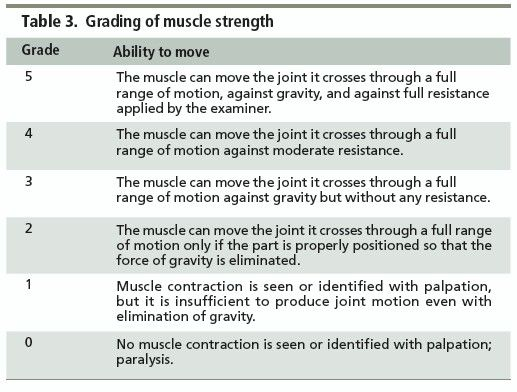 Table 3. Grading of muscle strength
Grade Ability to move
5 The muscle can move the joint it crosses through a full
range of motion, against gravity, and against full resistance
applied by the examiner.
4 The muscle can move the joint it crosses through a full
range of motion against moderate resistance.
3 The muscle can move the joint it crosses through a full
range of motion against gravity but without any resistance.
2 The muscle can move the joint it crosses through a full range
of motion only if the part is properly positioned so that the
force of gravity is eliminated.
1 Muscle contraction is seen or identified with palpation,
but it is insufficient to produce joint motion even with
elimination of gravity.
0 No muscle contraction is seen or identified with palpation;
paralysis.